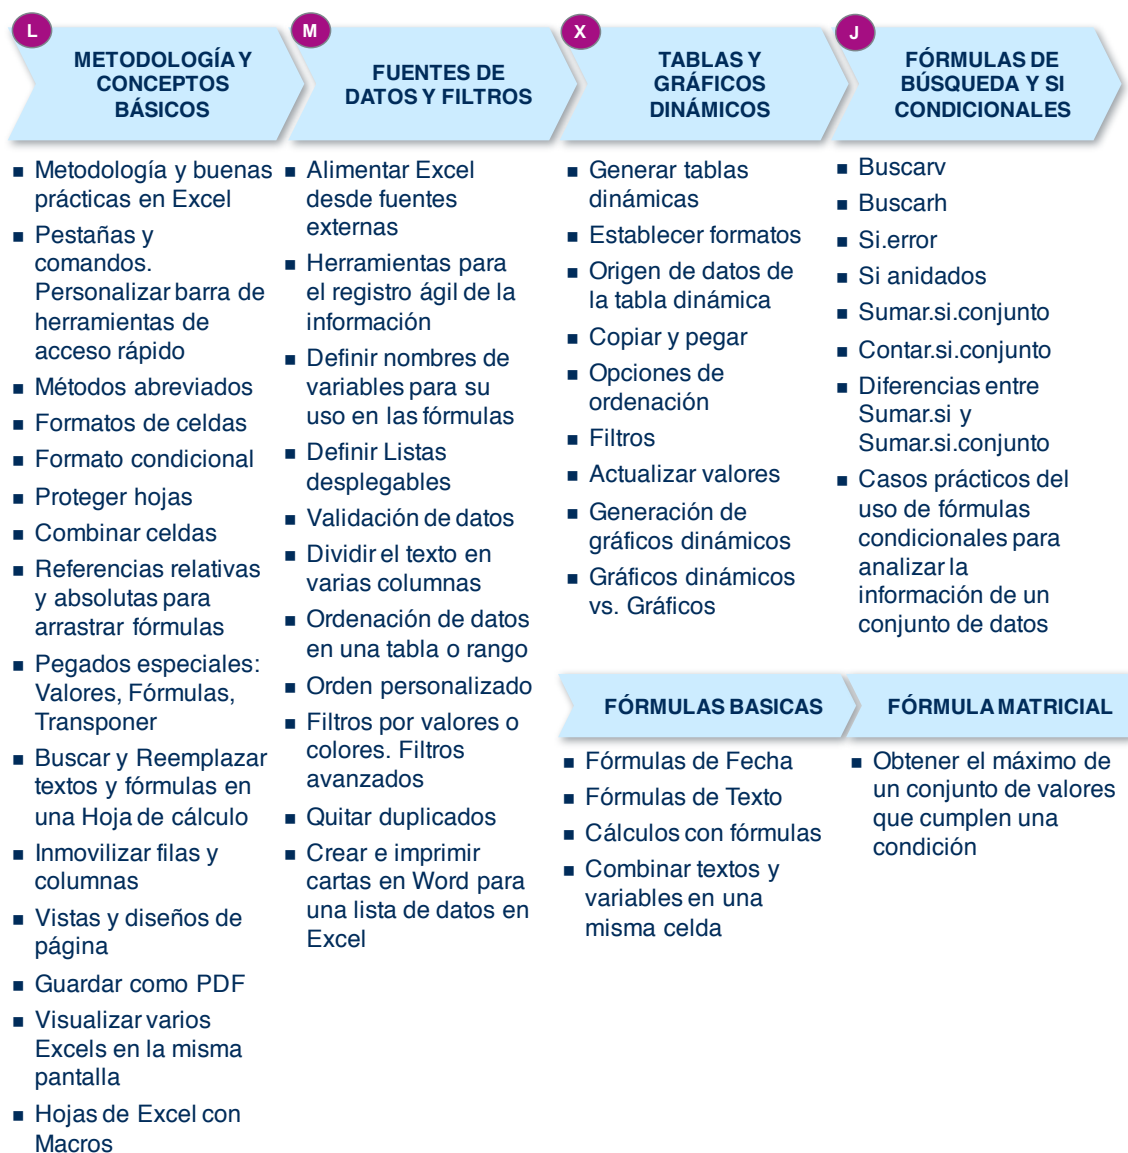 L
METODOLOGÍA Y
CONCEPTOS
BÁSICOS
■ Metodología y buenas
prácticas en Excel
■ Pestañas y
comandos.
Personalizar barra de
herramientas de
acceso rápido
■ Métodos abreviados
■ Formatos de celdas
■ Formato condicional
■ Proteger hojas
■ Combinar celdas
■ Referencias relativas
y absolutas para
arrastrar fórmulas
■ Pegados especiales:
Valores, Fórmulas,
Transponer
■ Buscar y Reemplazar
textos y fórmulas en
una Hoja de cálculo
■ Inmovilizar filas y
columnas
■ Vistas y diseños de
página
■ Guardar como PDF
■ Visualizar varios
Excels en la misma
pantalla
■ Hojas de Excel con
Macros
M
FUENTES DE
DATOS Y FILTROS
■ Alimentar Excel
desde fuentes
externas
■ Herramientas para
el registro ágil de la
información
■ Definir nombres de
variables para su
uso en las fórmulas
■ Definir Listas
desplegables
■ Validación de datos
■ Dividir el texto en
varias columnas
■ Ordenación de datos
en una tabla o rango
■ Orden personalizado
■ Filtros por valores o
colores. Filtros
avanzados
■ Quitar duplicados
■ Crear e imprimir
cartas en Word para
una lista de datos en
Excel
X
TABLAS Y
GRÁFICOS
DINÁMICOS
■ Generar tablas
dinámicas
■ Establecer formatos
■ Origen de datos de
la tabla dinámica
■ Copiar y pegar
■ Opciones de
ordenación
■ Filtros
■ Actualizar valores
■ Generación de
gráficos dinámicos
■ Gráficos dinámicos
vs. Gráficos
J
FÓRMULAS DE
BÚSQUEDA Y SI
CONDICIONALES
■ Buscarv
■ Buscarh
■ Si.error
■ Si anidados
■ Sumar.si.conjunto
■ Contar.si.conjunto
■ Diferencias entre
Sumar.si y
Sumar.si.conjunto
■ Casos prácticos del
uso de fórmulas
condicionales para
analizar la
información de un
conjunto de datos
FÓRMULAS BASICAS
■ Fórmulas de Fecha
■ Fórmulas de Texto
■ Cálculos con fórmulas
■ Combinar textos y
variables en una
misma celda
FÓRMULA MATRICIAL
■ Obtener el máximo de
un conjunto de valores
que cumplen una
condición